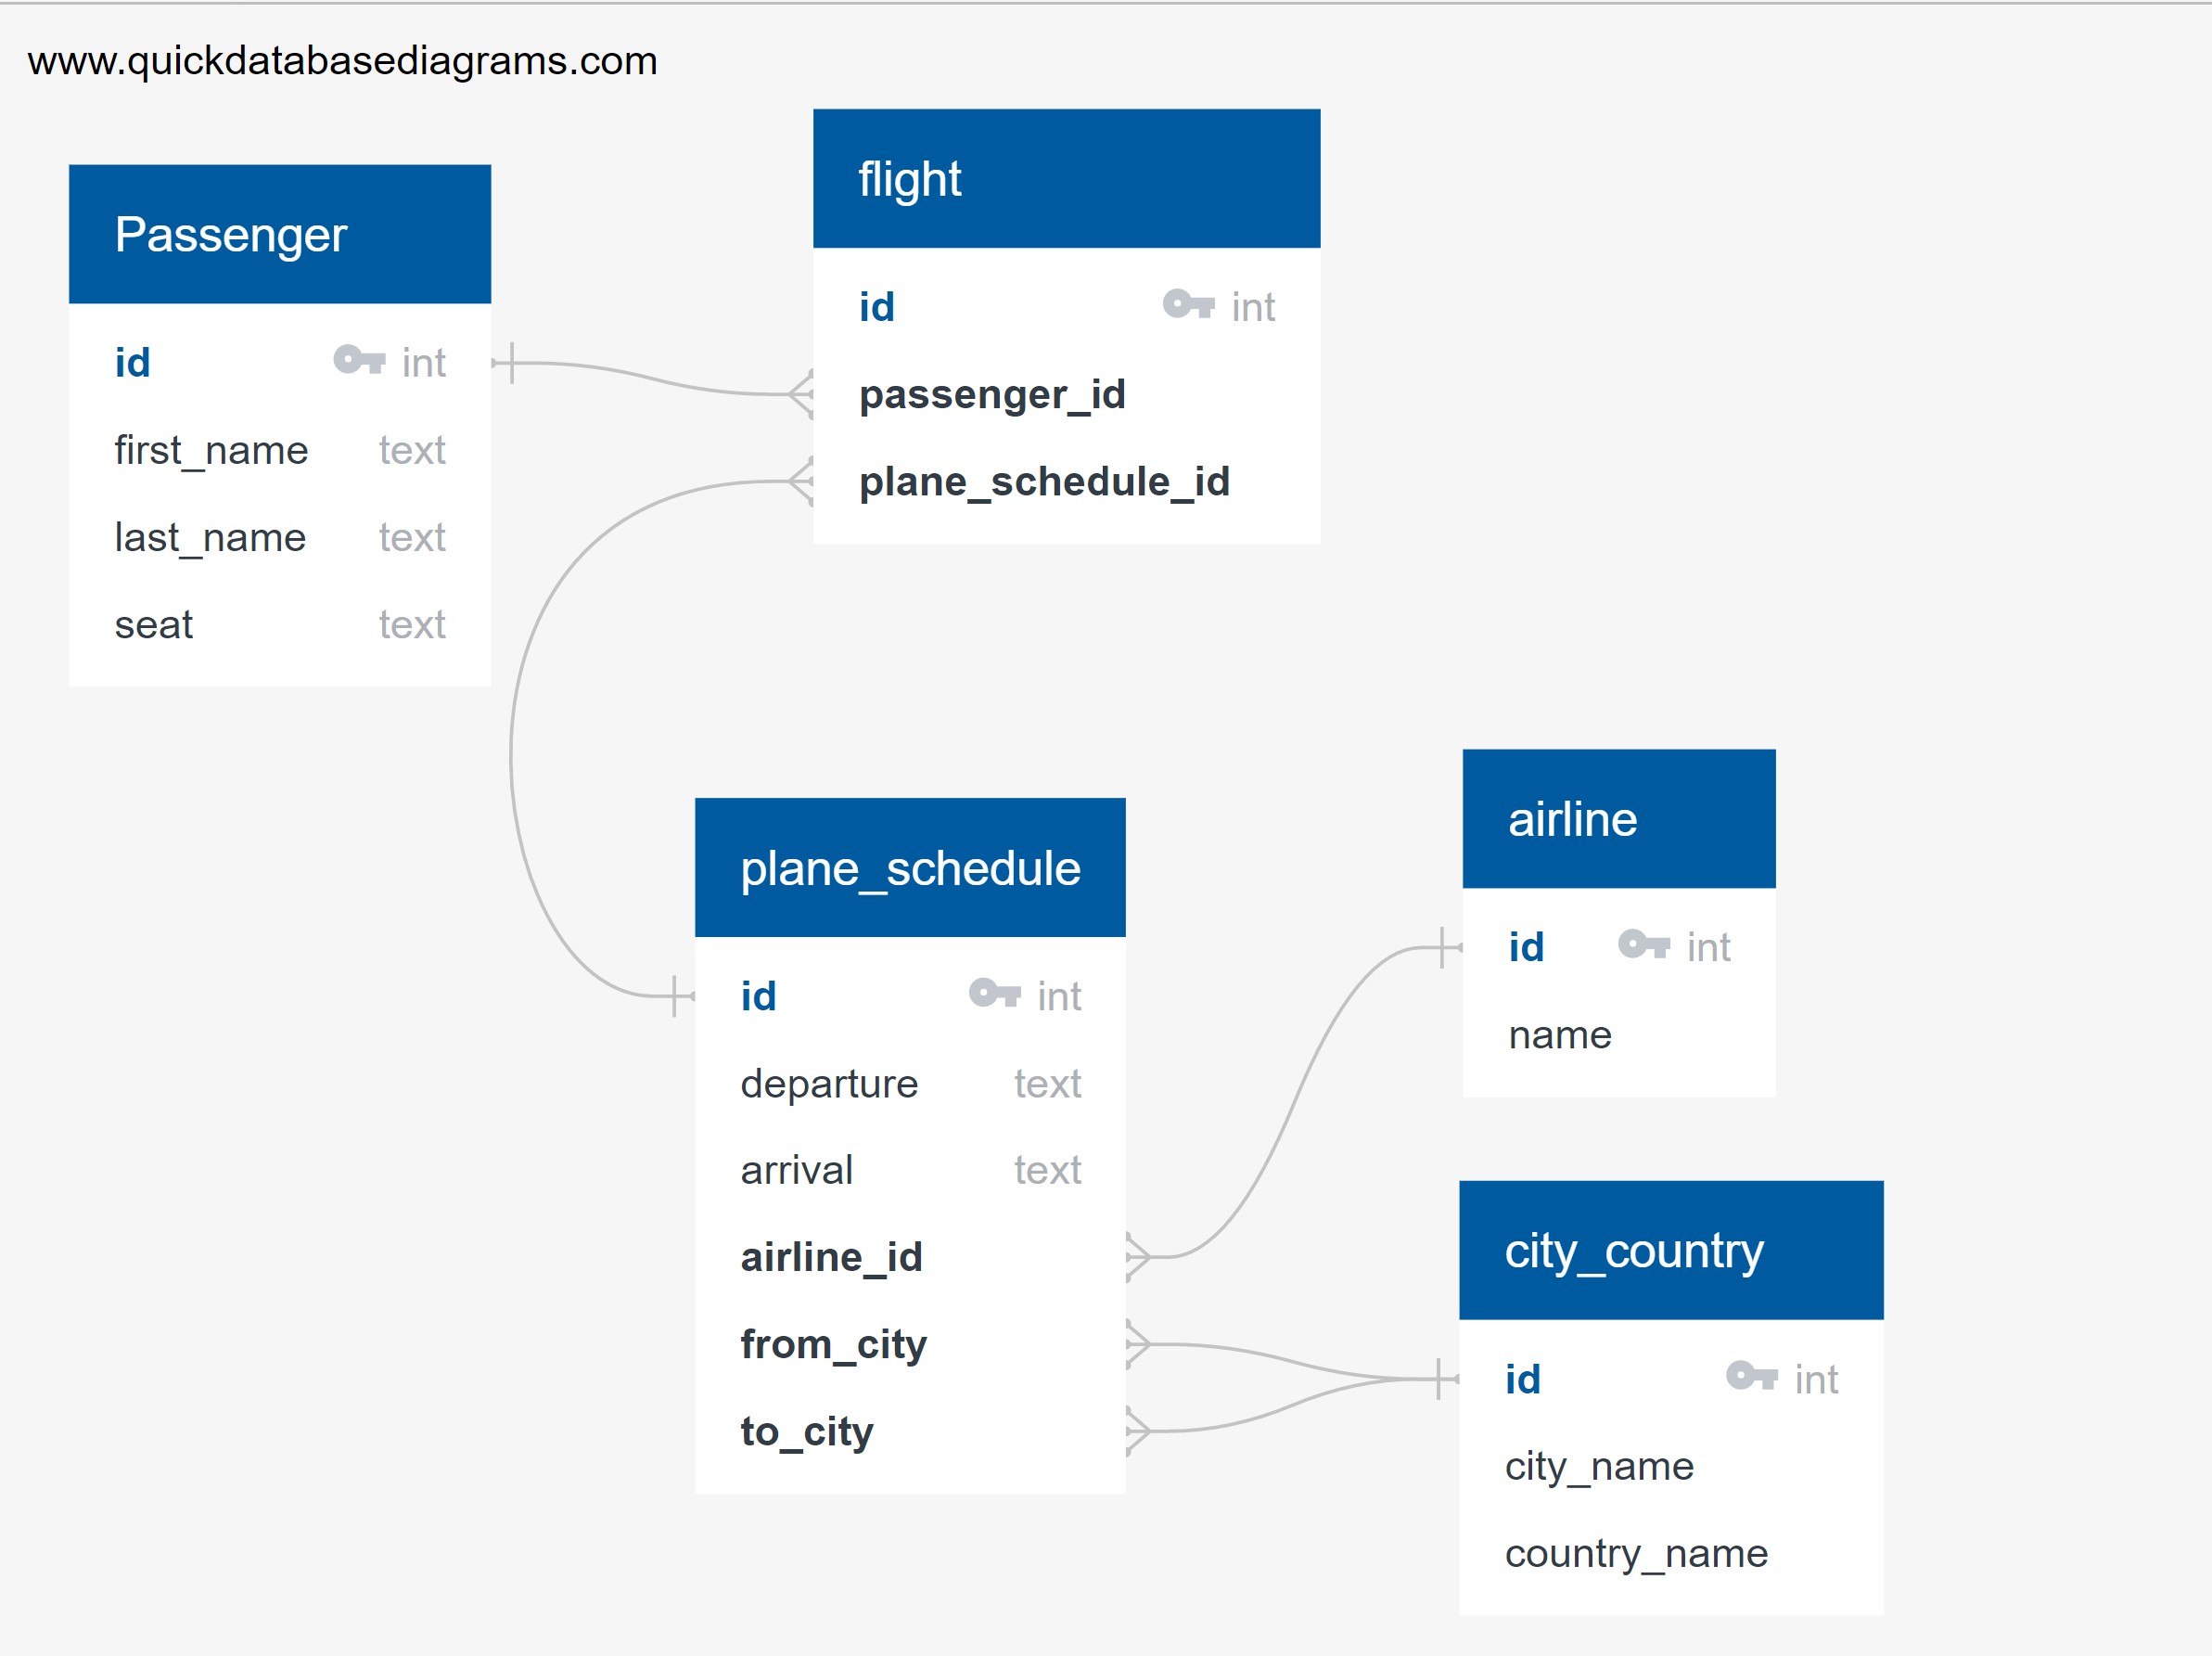 www.quickdatabasediagrams.com
Passenger
id int
first_name text
last_name text
seat text
flight
id int
passenger_id
plane_schedule_id
plane_schedule
id int
departure text
arrival text
airline_id
from_city
to_city
airline
id int
name
city_country
id int
city_name
country_name